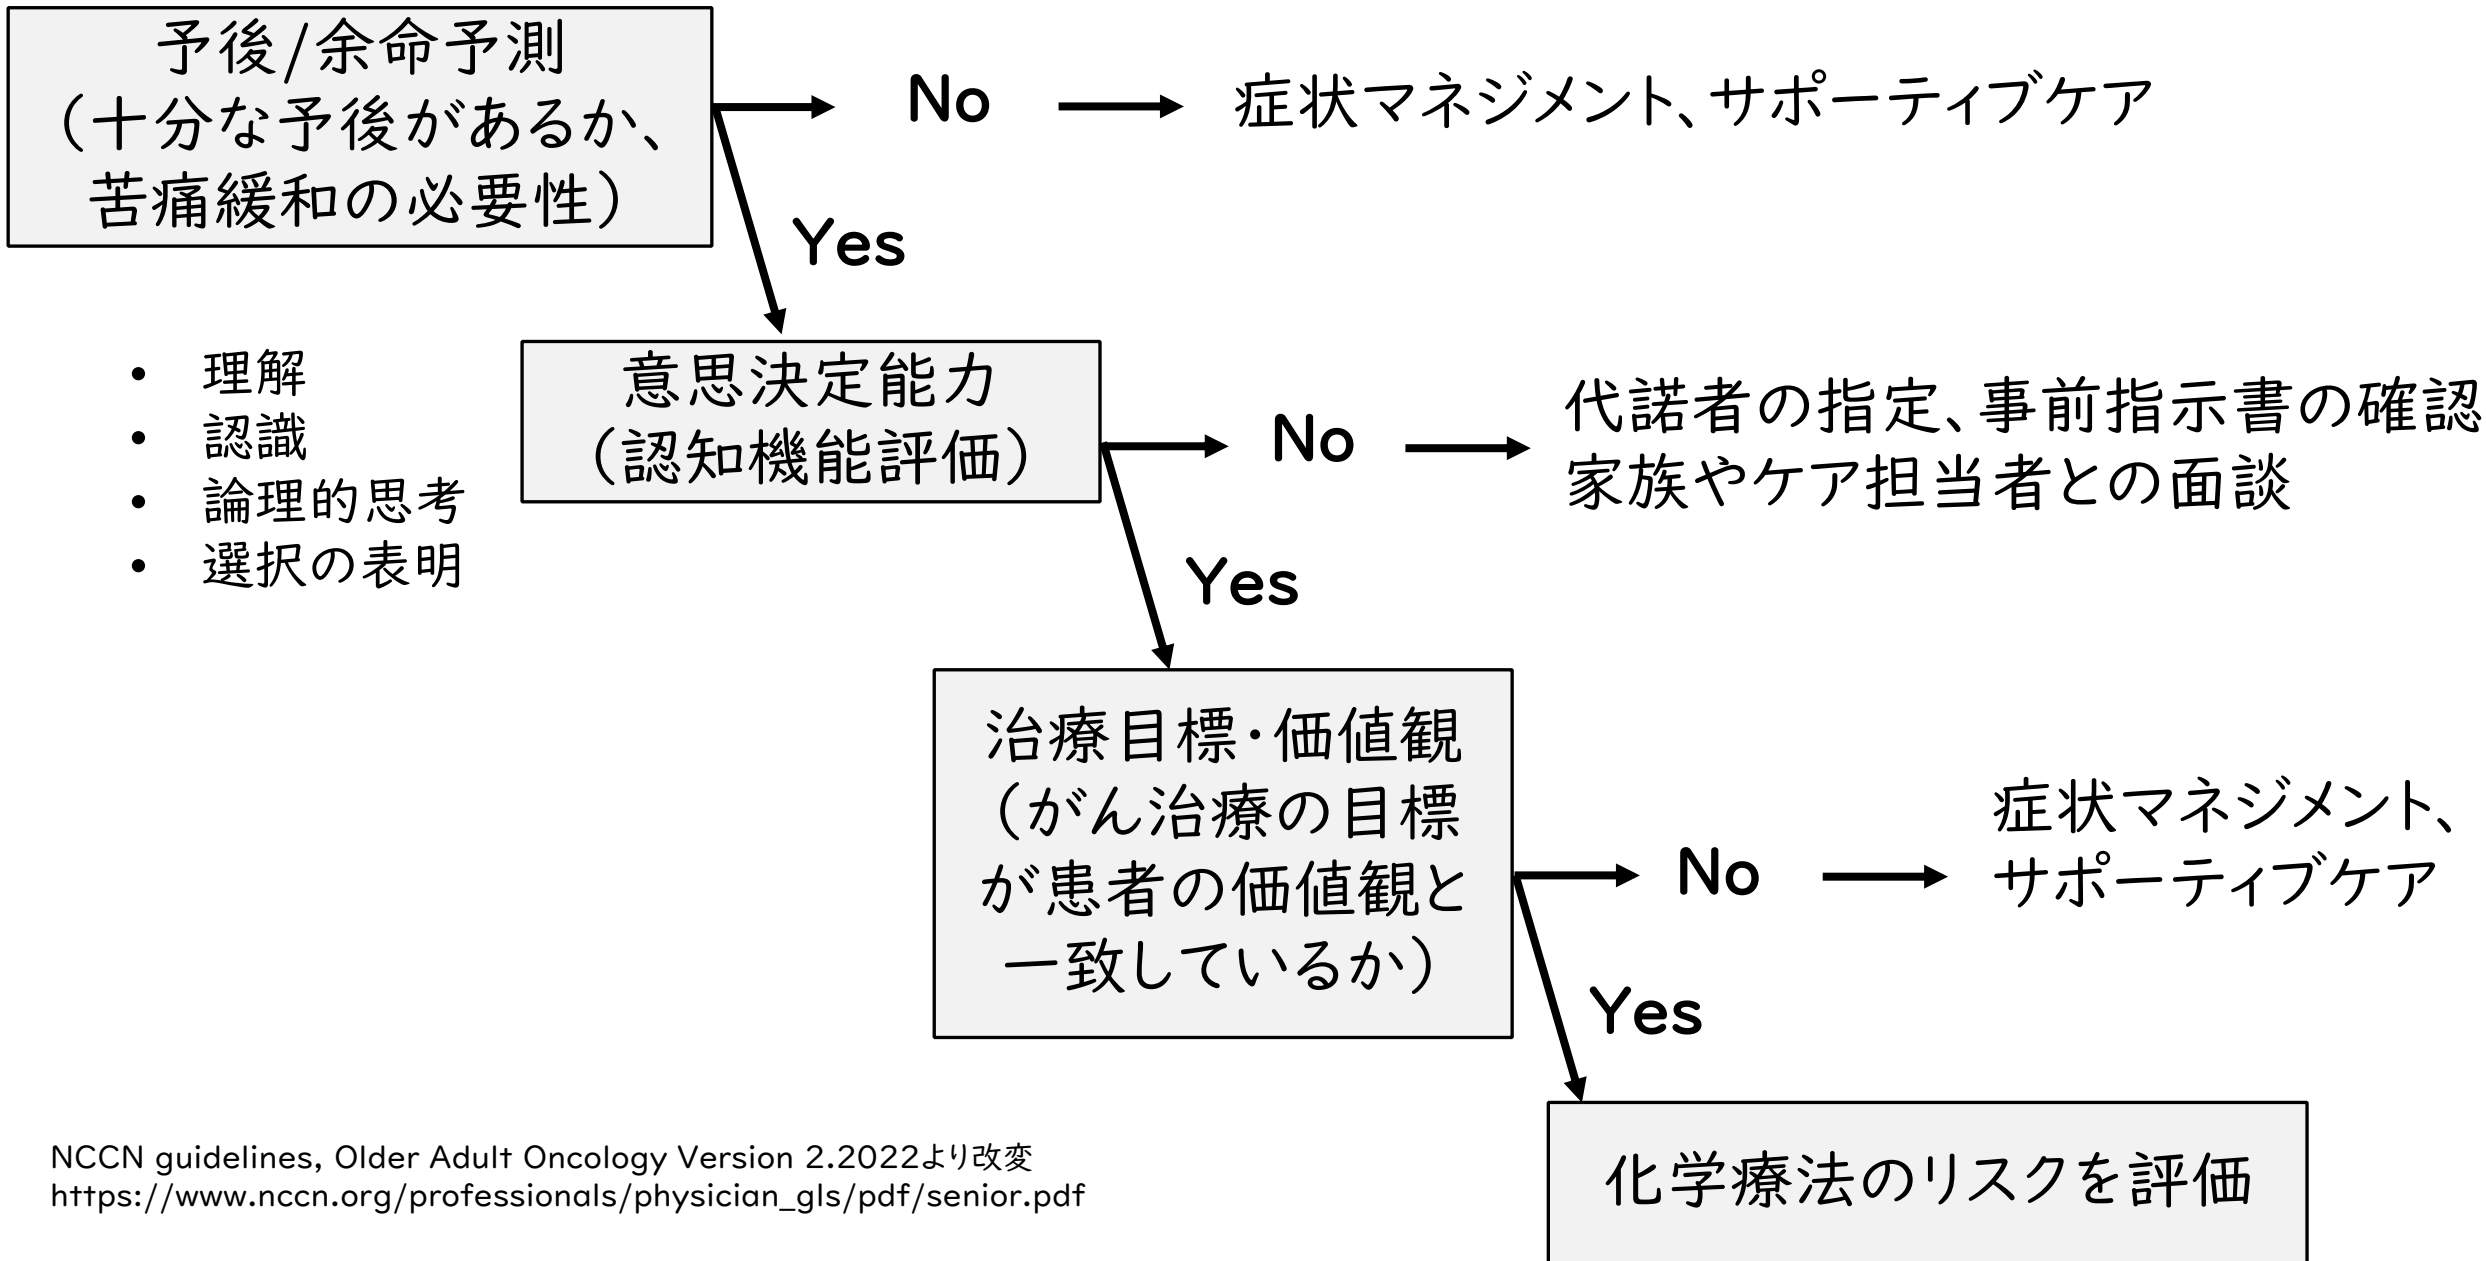 予後/余命予測
(十分な予後があるか、
苦痛緩和の必要性)
No
症状マネジメント、サポーティブケア
Yes
• 理解
• 認識
• 論理的思考
• 選択の表明
意思決定能力
(認知機能評価)
No
代諾者の指定、事前指示書の確認
家族やケア担当者との面談
Yes
治療目標・価値観
(がん治療の目標
が患者の価値観と
一致しているか)
No
症状マネジメント、
サポーティブケア
Yes
化学療法のリスクを評価
NCCN guidelines, Older Adult Oncology Version 2.2022より改変
https://www.nccn.org/professionals/physician_gls/pdf/senior.pdf